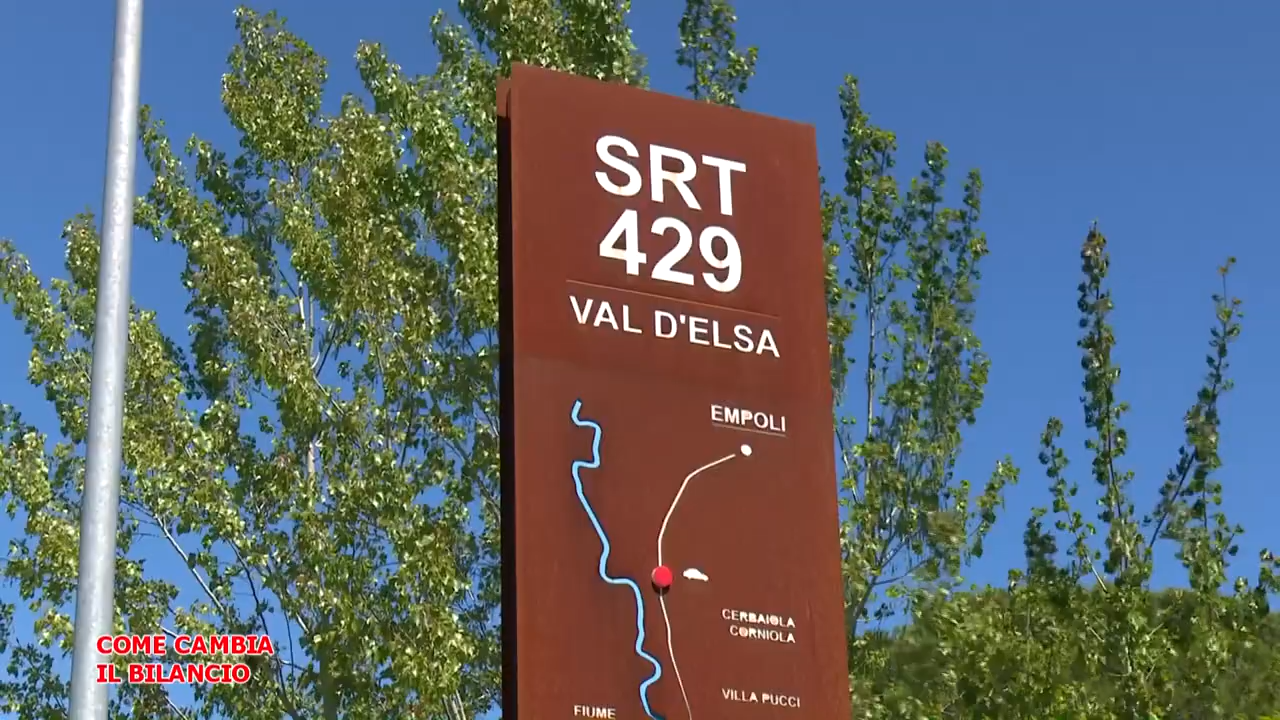 SRT
429
VAL D'ELSA
EMPOLI
CERBAIOLA
CORNIOLA
VILLA PUCCI
FIUME
COME CAMBIA
IL BILANCIO